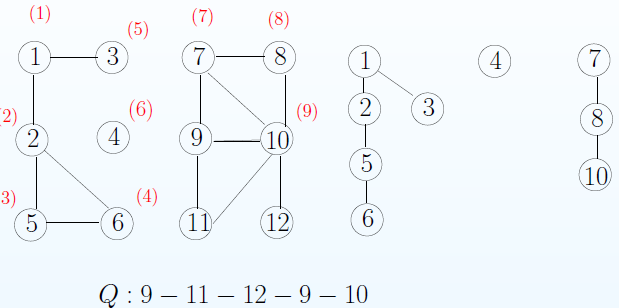 (1) (7) (8)
(5)
1 3 7 8 1 4 7
2) (6) (9) 2 3 8
2 4 9 10
5 10
3) (4)
5 6 11 12 6
Q : 9 − 11 − 12 − 9 − 10